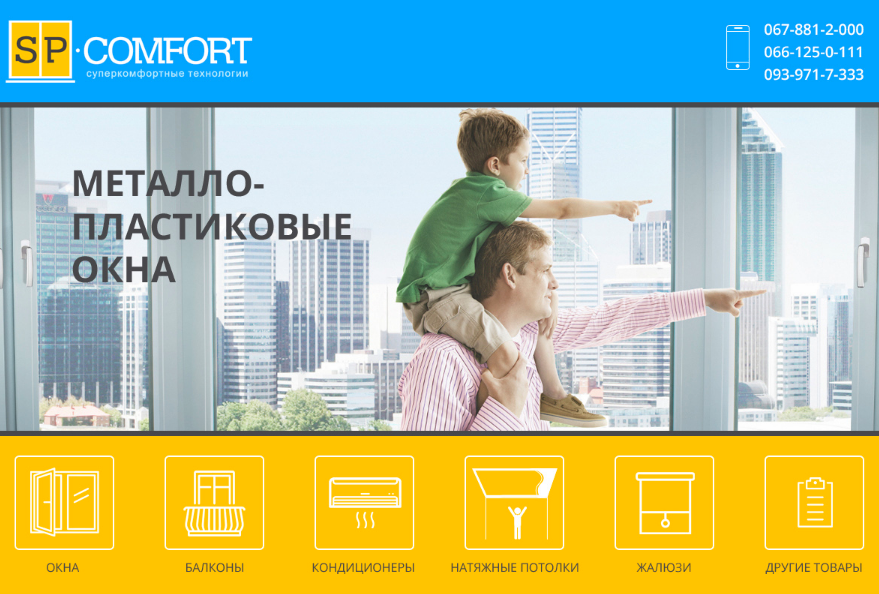 SP·COMFORT
суперкомфортные технологии
067-881-2-000
066-125-0-111
093-971-7-333
МЕТАЛЛО-
ПЛАСТИКОВЫЕ
ОКНА
ОКНА
БАЛКОНЫ
КОНДИЦИОНЕРЫ
НАТЯЖНЫЕ ПОТОЛКИ
ЖАЛЮЗИ
ДРУГИЕ ТОВАРЫ